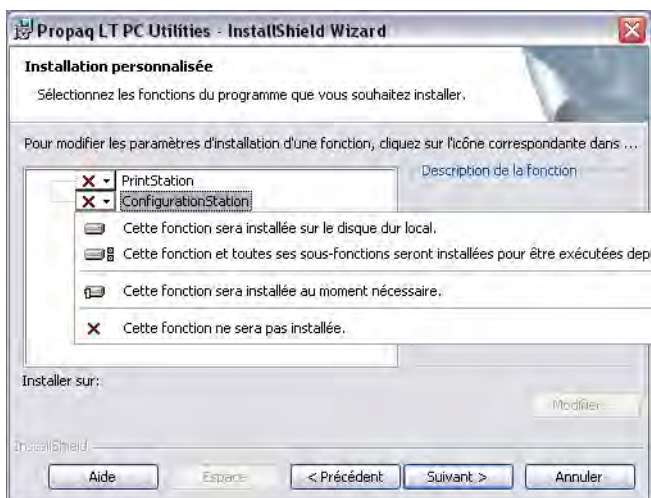 Propaq LT PC Utilities - InstallShield Wizard
Installation personnalisée
Sélectionnez les fonctions du programme que vous souhaitez installer.
Pour modifier les paramètres d'installation d'une fonction, cliquez sur l'icône correspondante dans ...
Description de la fonction
PrintStation
ConfigurationStation
Cette fonction sera installée sur le disque dur local.
Cette fonction et toutes ses sous-fonctions seront installées pour être exécutées dep
Cette fonction sera installée au moment nécessaire.
Cette fonction ne sera pas installée.
Installer sur:
Modifier...
InstallShield
Aide
Espace
< Précédent
Suivant >
Annuler